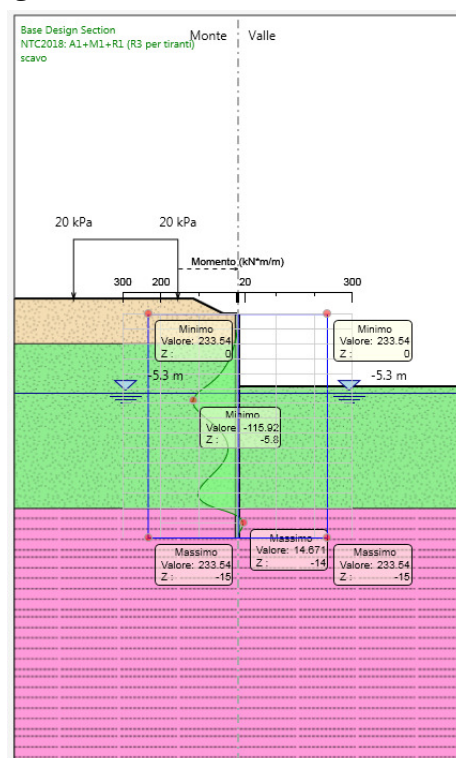 Base Design Section
NTC2018: A1+M1+R1 (R3 per tiranti)
scavo
Monte
Valle
20 kPa
20 kPa
Momento (kN*m/m)
300
200
20
300
Minimo
Valore: 233.54
Z : 0
Minimo
Valore: 233.54
Z : 0
-5.3 m
-5.3 m
Minimo
Valore: -115.92
Z : -5.8
Massimo
Valore: 233.54
Z : -15
Massimo
Valore: 14.671
Z : -14
Massimo
Valore: 233.54
Z : -15